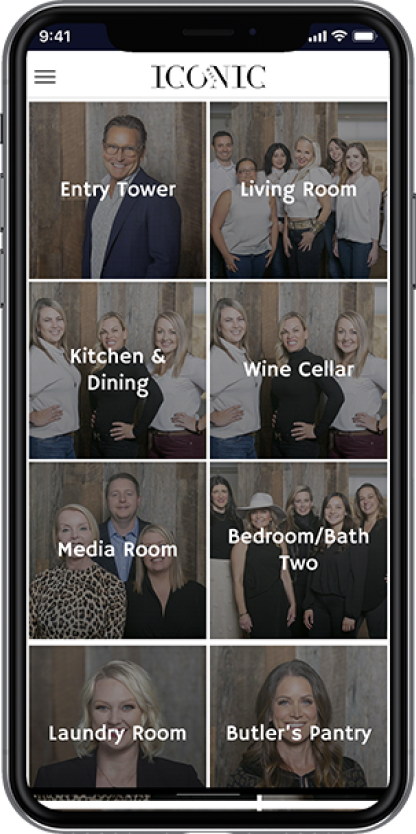 9:41
ICONIC
Entry Tower
Living Room
Kitchen &
Dining
Wine Cellar
Media Room
Bedroom/Bath
Two
Laundry Room
Butler's Pantry